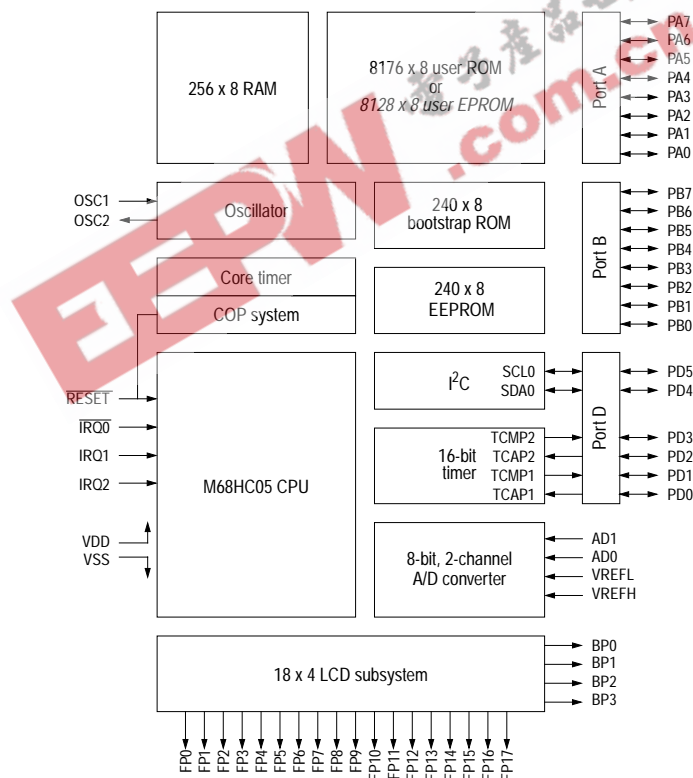 256 x 8 RAM
8176 x 8 user ROM
or
8128 x 8 user EPROM
Port A
PA7
PA6
PA5
PA4
PA3
PA2
PA1
PA0
OSC1
OSC2
Oscillator
240 x 8
bootstrap ROM
Port B
PB7
PB6
PB5
PB4
PB3
PB2
PB1
PB0
Core timer
COP system
240 x 8
EEPROM
RESET
IRQ0
IRQ1
IRQ2
VDD
VSS
M68HC05 CPU
I²C
SCL0
SDA0
Port D
PD5
PD4
16-bit
timer
TCMP2
TCAP2
TCMP1
TCAP1
PD3
PD2
PD1
PD0
8-bit, 2-channel
A/D converter
AD1
AD0
VREFL
VREFH
18 x 4 LCD subsystem
BP0
BP1
BP2
BP3
FP0
FP1
FP2
FP3
FP4
FP5
FP6
FP7
FP8
FP9
FP10
FP11
FP12
FP13
FP14
FP15
FP16
FP17
EEPW
.com.cn
電子產品